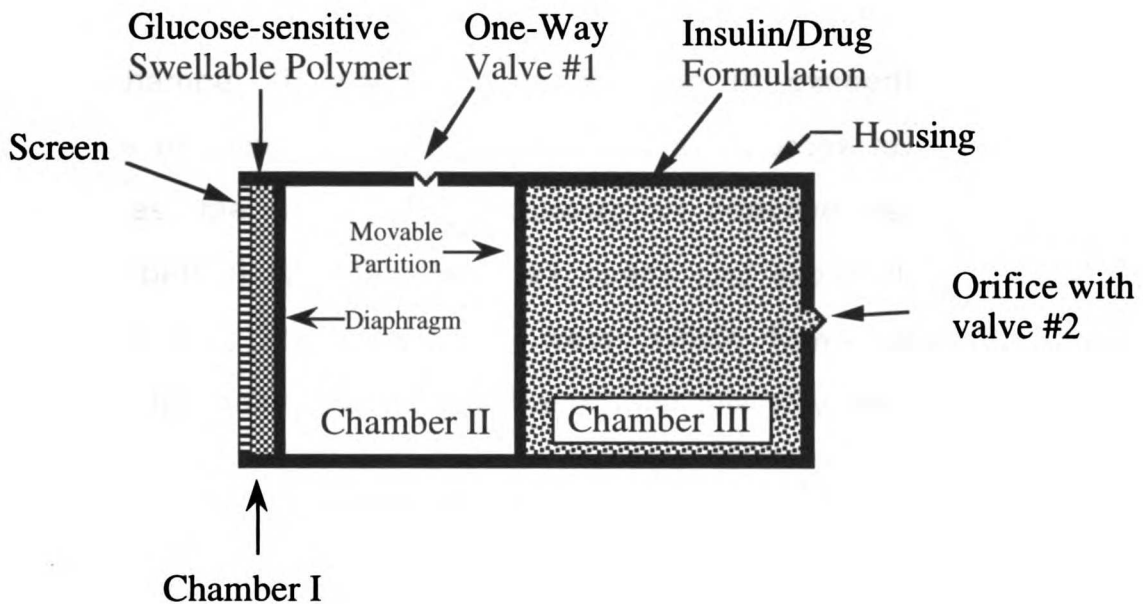 Glucose-sensitive
Swellable Polymer
One-Way
Valve #1
Insulin/Drug
Formulation
Housing
Screen
Movable
Partition
Diaphragm
Orifice with
valve #2
Chamber II
Chamber III
Chamber I